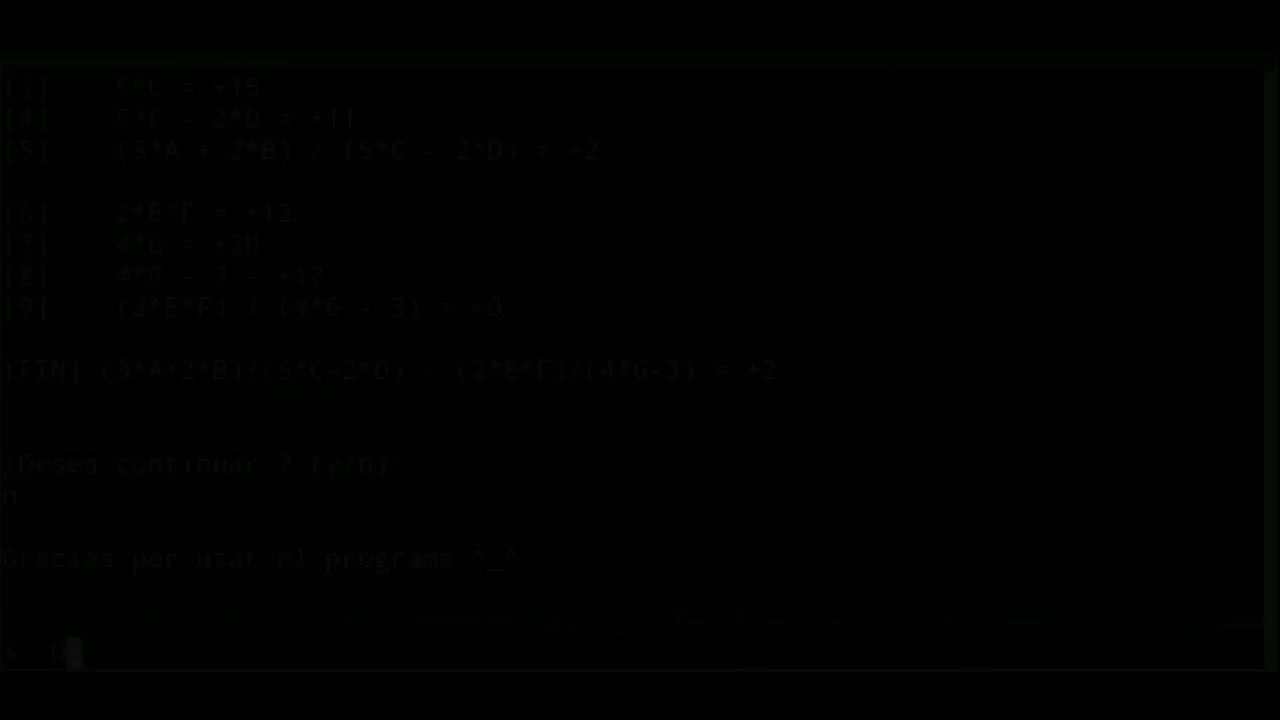 [3] 5*C = +15
[4] 5*C - 2*D = +11
[5] (3*A + 2*B) / (5*C - 2*D) = +2
[6] 2*E*F = +12
[7] 4*G = +20
[8] 4*G - 3 = +17
[9] (2*E*F) / (4*G - 3) = +0
[FIN] (3*A+2*B)/(5*C-2*D) - (2*E*F)/(4*G-3) = +2
¿Desea continuar ? (y/n):
n
Gracias por usar el programa ^_^